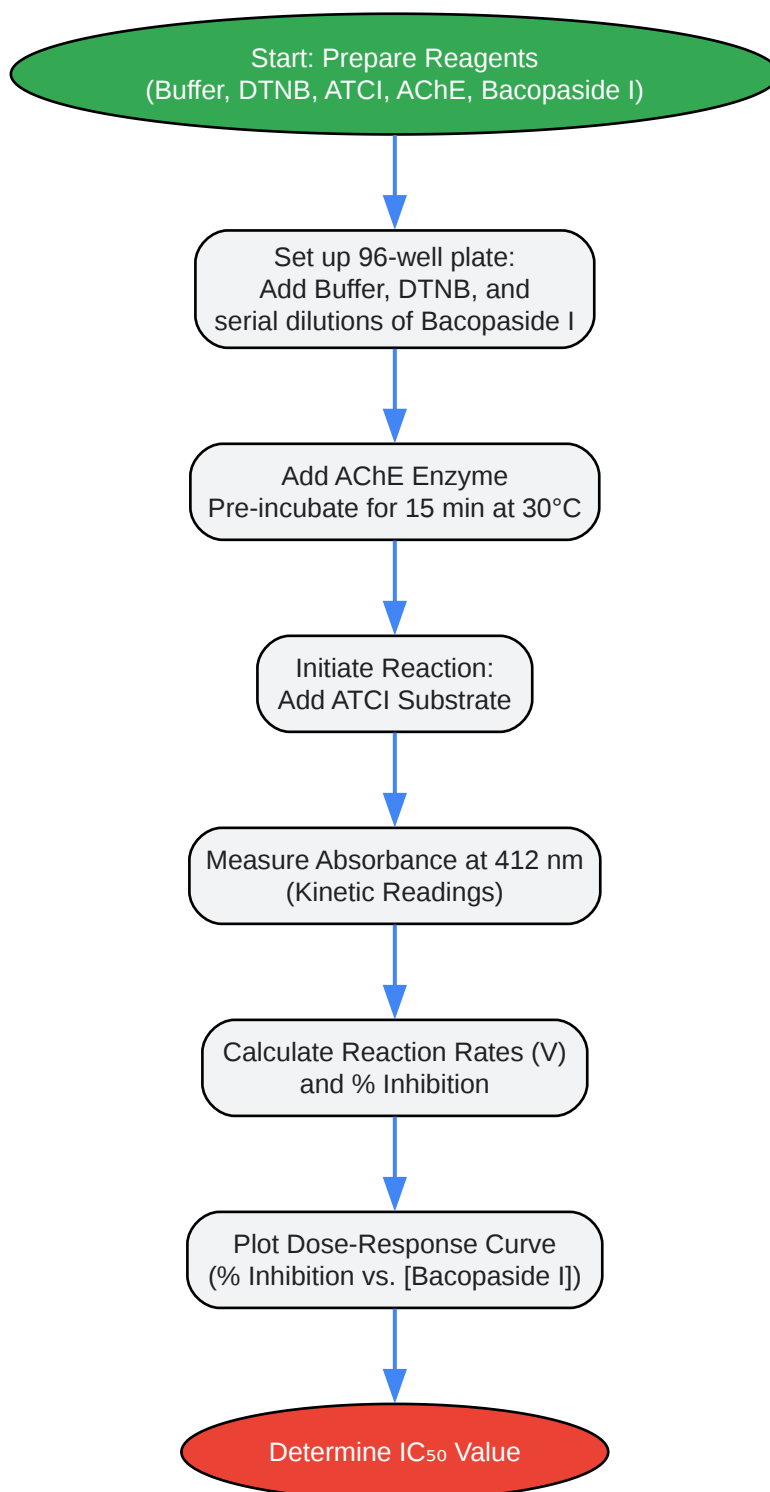 Start: Prepare Reagents
(Buffer, DTNB, ATCI, AChE, Bacopaside I)
Set up 96-well plate:
Add Buffer, DTNB, and
serial dilutions of Bacopaside I
Add AChE Enzyme
Pre-incubate for 15 min at 30°C
Initiate Reaction:
Add ATCI Substrate
Measure Absorbance at 412 nm
(Kinetic Readings)
Calculate Reaction Rates (V)
and % Inhibition
Plot Dose-Response Curve
(% Inhibition vs. [Bacopaside I])
Determine IC₅₀ Value